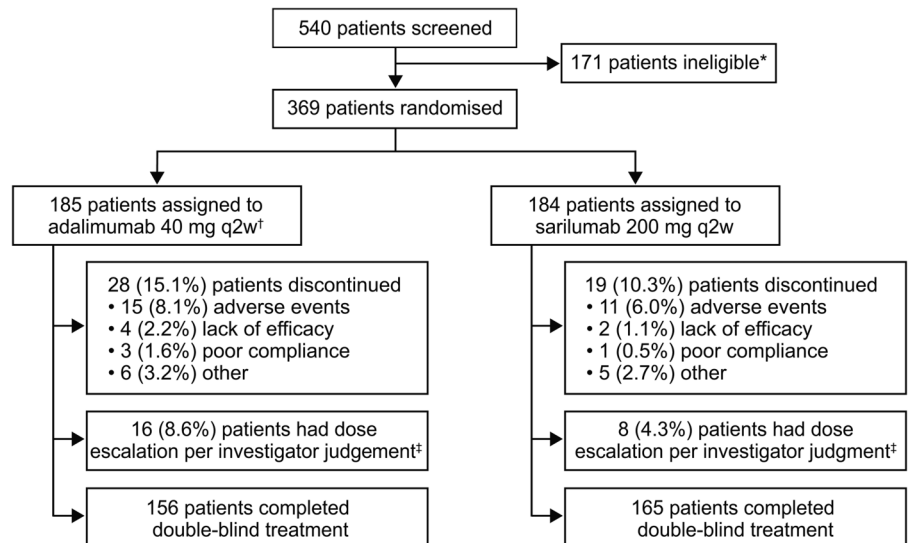 540 patients screened
171 patients ineligible*
369 patients randomised
185 patients assigned to
adalimumab 40 mg q2w†
28 (15.1%) patients discontinued
• 15 (8.1%) adverse events
• 4 (2.2%) lack of efficacy
• 3 (1.6%) poor compliance
• 6 (3.2%) other
16 (8.6%) patients had dose
escalation per investigator judgement‡
156 patients completed
double-blind treatment
184 patients assigned to
sarilumab 200 mg q2w
19 (10.3%) patients discontinued
• 11 (6.0%) adverse events
• 2 (1.1%) lack of efficacy
• 1 (0.5%) poor compliance
• 5 (2.7%) other
8 (4.3%) patients had dose
escalation per investigator judgment‡
165 patients completed
double-blind treatment